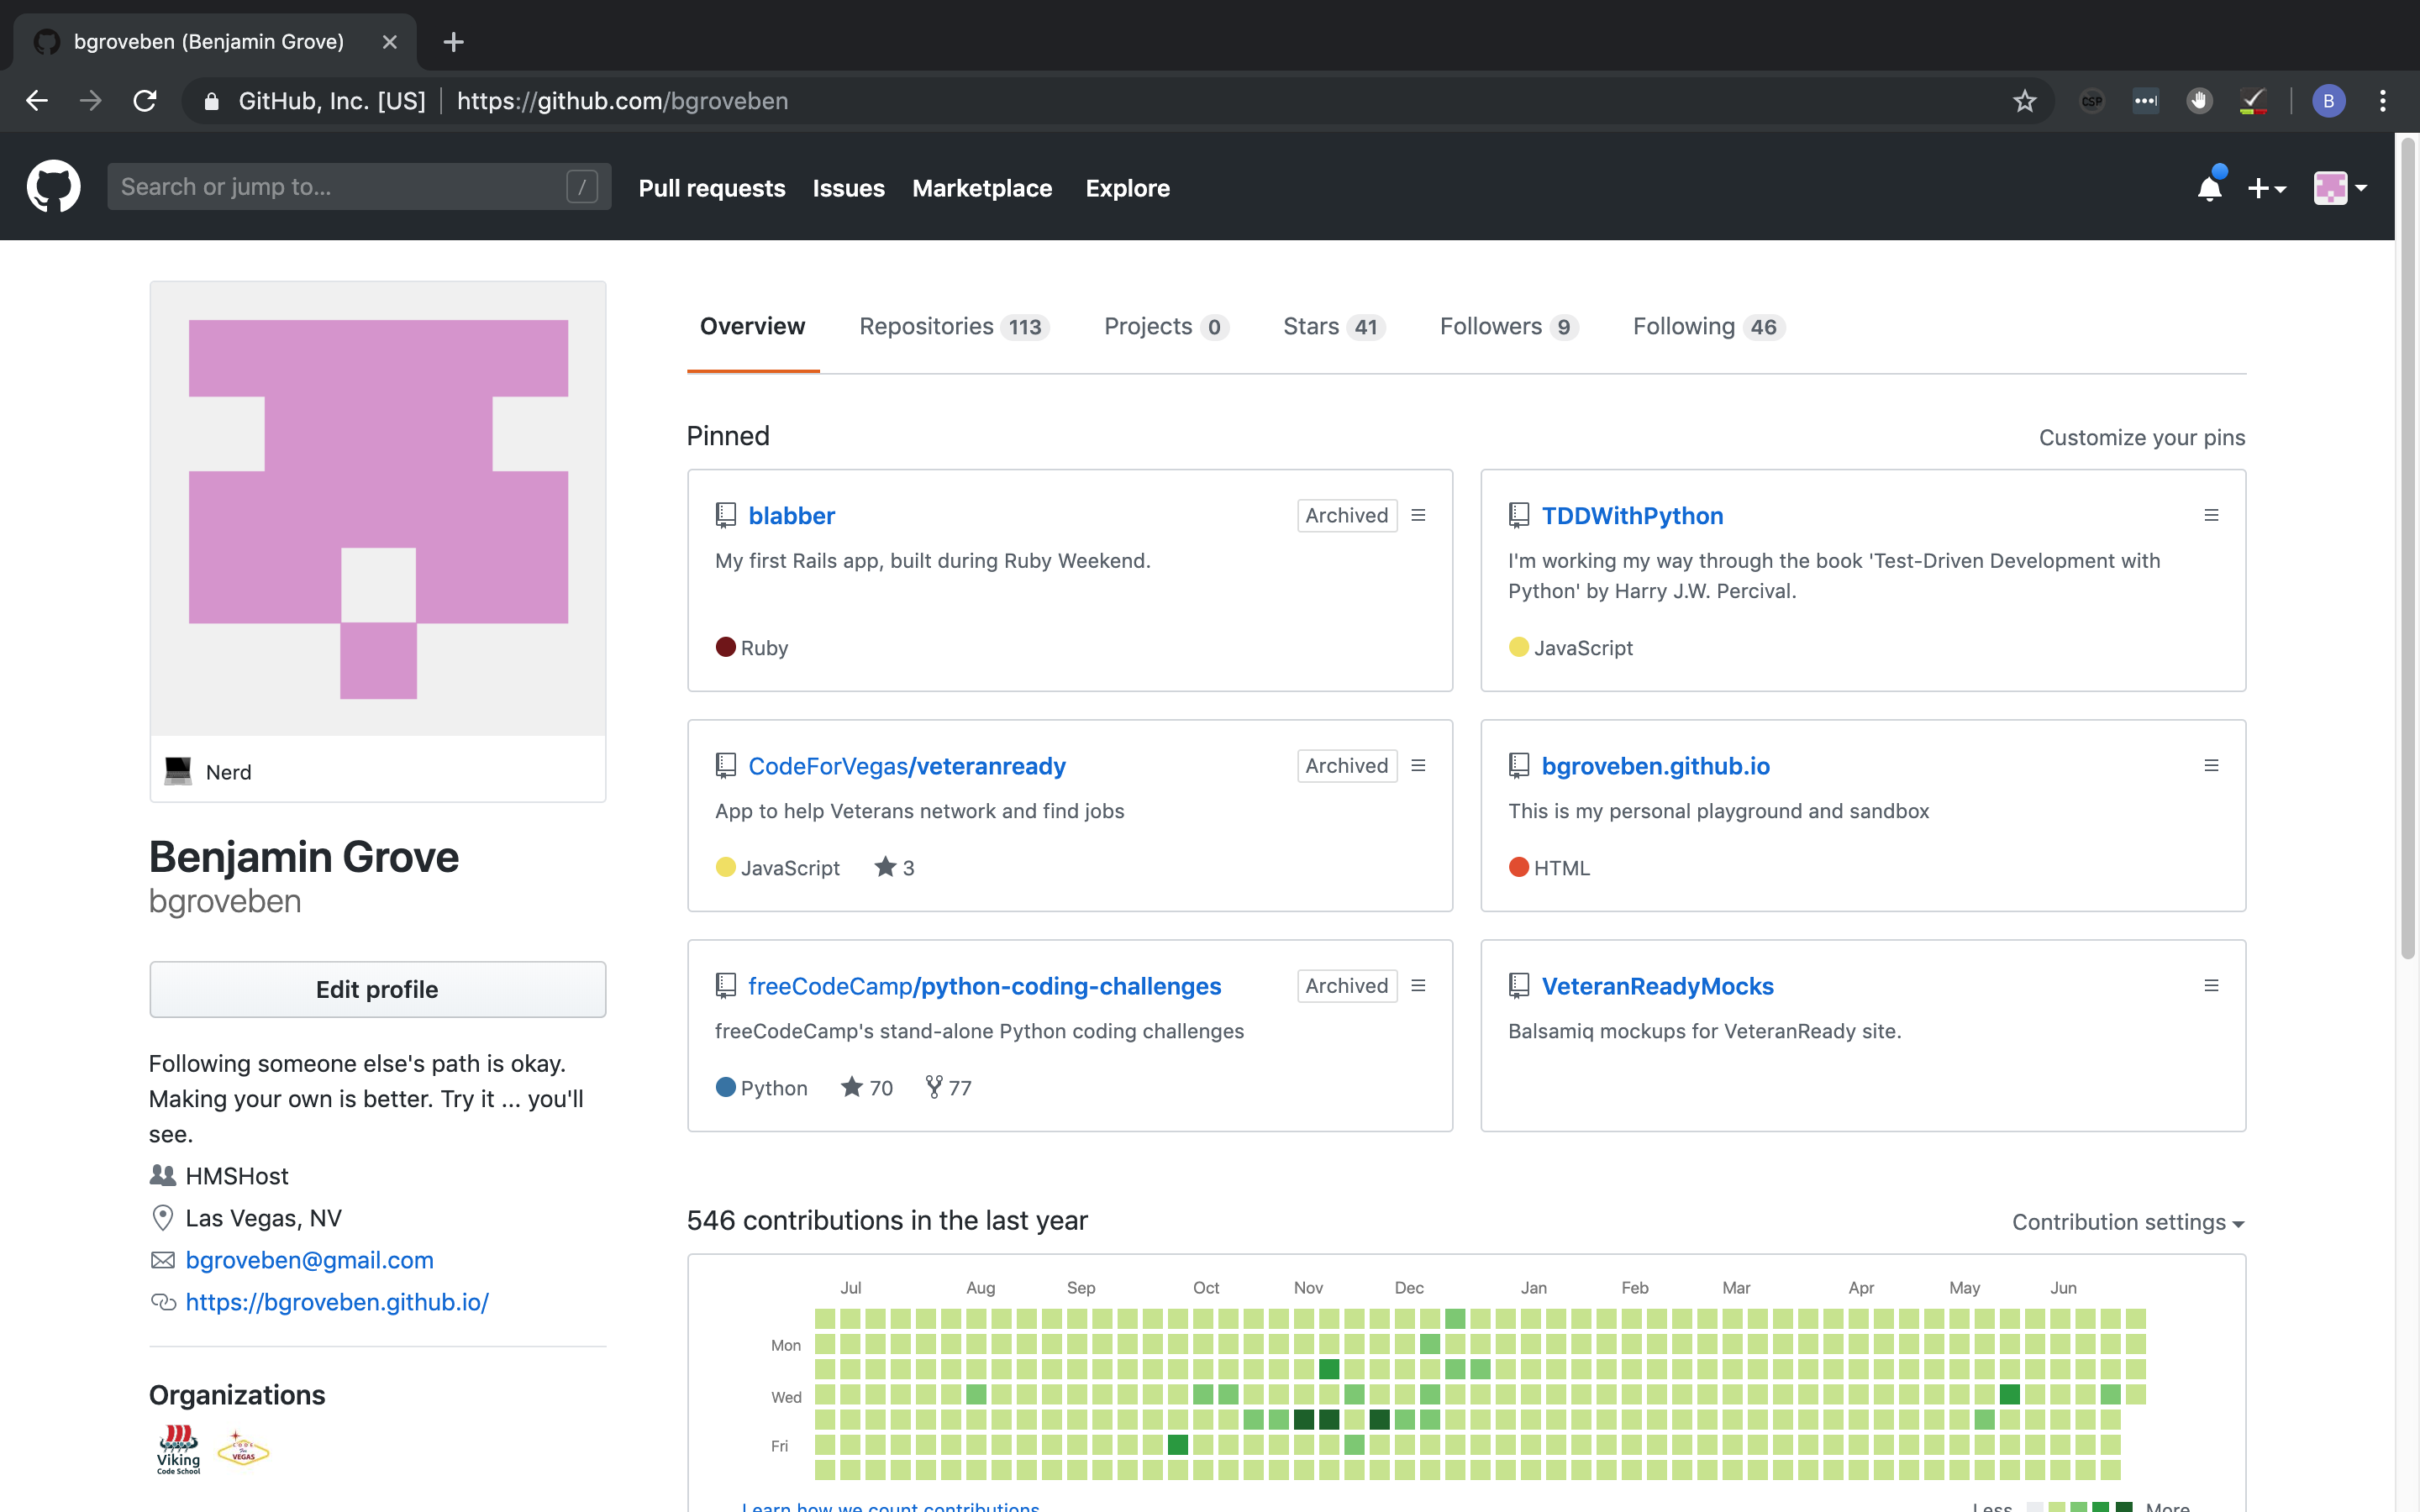 bgroveben (Benjamin Grove)
GitHub, Inc. [US] https://github.com/bgroveben
CSP
B
Search or jump to...
/
Pull requests Issues Marketplace Explore
Overview Repositories 113 Projects 0 Stars 41 Followers 9 Following 46
Pinned
Customize your pins
blabber
Archived
My first Rails app, built during Ruby Weekend.
Ruby
TDDWithPython
I'm working my way through the book 'Test-Driven Development with
Python' by Harry J.W. Percival.
JavaScript
CodeForVegas/veteranready
Archived
App to help Veterans network and find jobs
JavaScript 3
bgroveben.github.io
This is my personal playground and sandbox
HTML
freeCodeCamp/python-coding-challenges
Archived
freeCodeCamp's stand-alone Python coding challenges
Python 70 77
VeteranReadyMocks
Balsamiq mockups for VeteranReady site.
Nerd
Benjamin Grove
bgroveben
Edit profile
Following someone else's path is okay.
Making your own is better. Try it ... you'll
see.
HMSHost
Las Vegas, NV
bgroveben@gmail.com
https://bgroveben.github.io/
Organizations
Viking
Code School
CODE
For
VEGAS
546 contributions in the last year
Contribution settings
Jul Aug Sep Oct Nov Dec Jan Feb Mar Apr May Jun
Mon
Wed
Fri
Learn how we count contributions
Less More